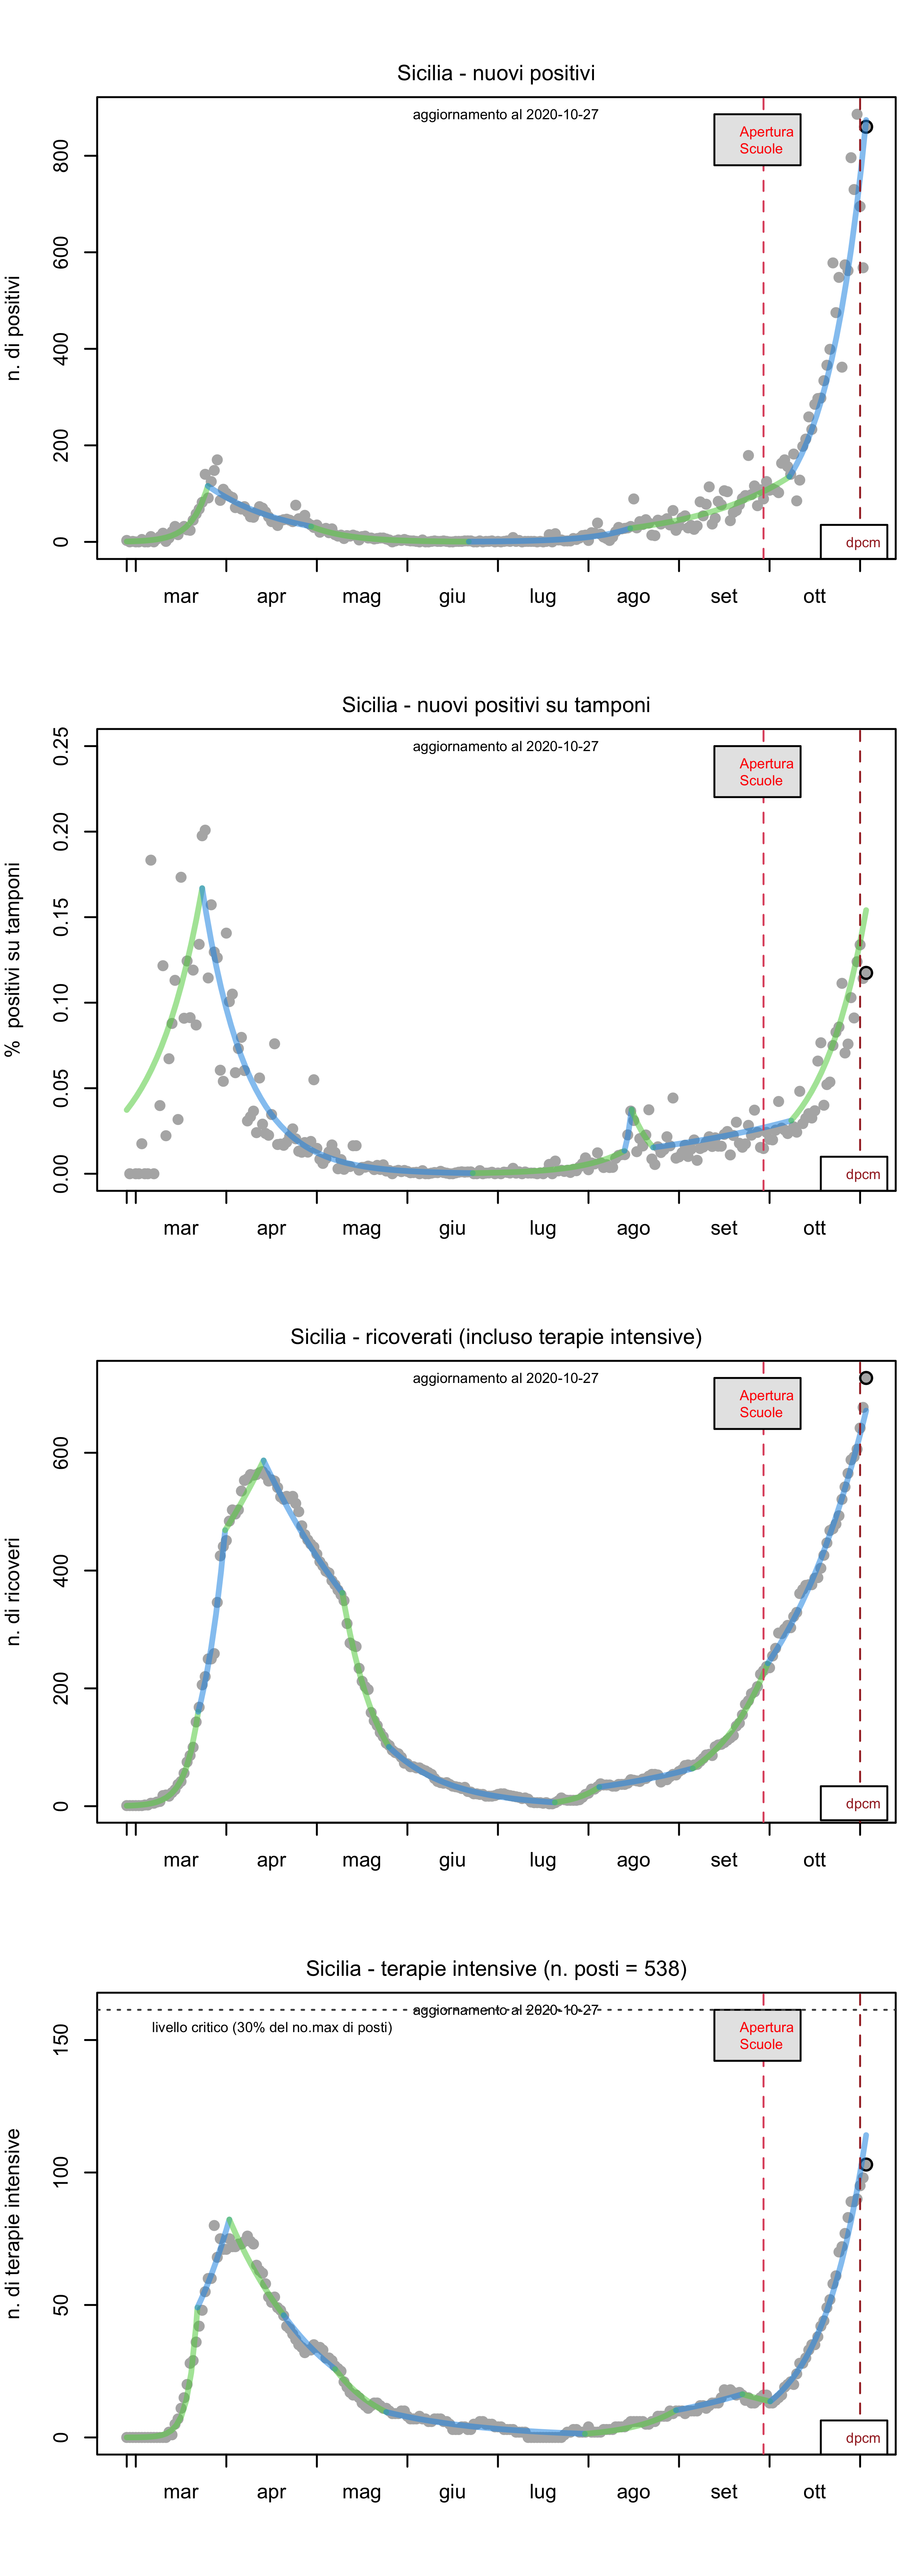 Sicilia - nuovi positivi
aggiornamento al 2020-10-27
Apertura
Scuole
800
600
400
200
0
n. di positivi
dpcm
mar apr mag giu lug ago set ott
Sicilia - nuovi positivi su tamponi
aggiornamento al 2020-10-27
Apertura
Scuole
0.25
0.20
0.15
0.10
0.05
0.00
% positivi su tamponi
dpcm
mar apr mag giu lug ago set ott
Sicilia - ricoverati (incluso terapie intensive)
aggiornamento al 2020-10-27
Apertura
Scuole
600
400
200
0
n. di ricoveri
dpcm
mar apr mag giu lug ago set ott
Sicilia - terapie intensive (n. posti = 538)
aggiornamento al 2020-10-27
livello critico (30% del no.max di posti)
Apertura
Scuole
150
100
50
0
n. di terapie intensive
dpcm
mar apr mag giu lug ago set ott